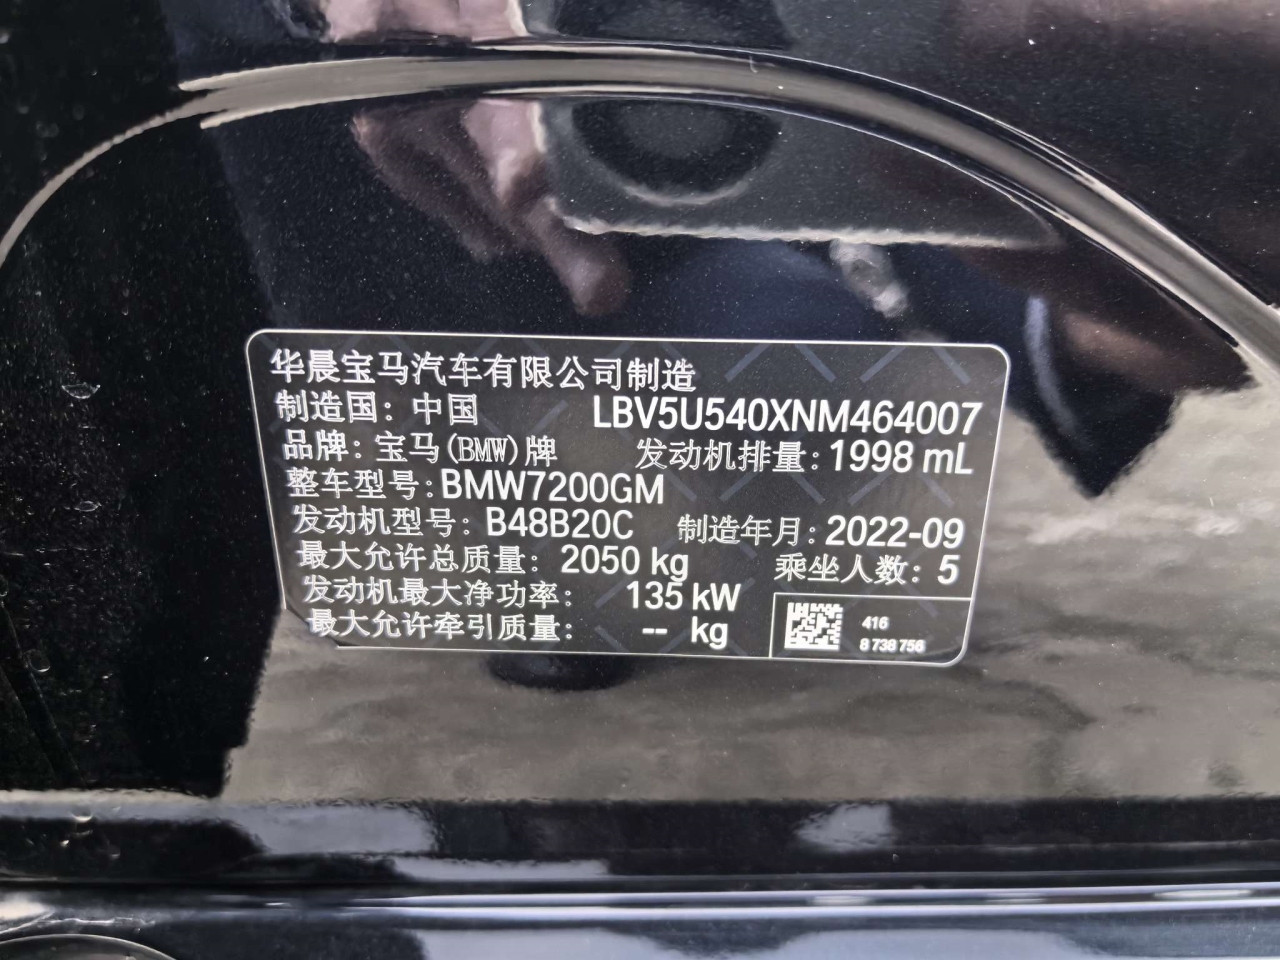 华晨宝马汽车有限公司制造
制造国：中国 LBV5U540XNM464007
品牌：宝马(BMW)牌 发动机排量：1998 mL
整车型号：BMW7200GM
发动机型号：B48B20C 制造年月：2022-09
最大允许总质量：2050 kg 乘坐人数：5
发动机最大净功率：135 kW
最大允许牵引质量：-- kg
416
8 738 756